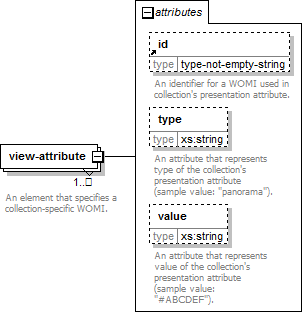 attributes
id
type type-not-empty-string
An identifier for a WOMI used in
collection's presentation attribute.
type
type xs:string
An attribute that represents
type of the collection's
presentation attribute
(sample value: "panorama").
value
type xs:string
An attribute that represents
value of the collection's
presentation attribute
(sample value:
"#ABCDEF").
view-attribute
1..
An element that specifies a
collection-specific WOMI.